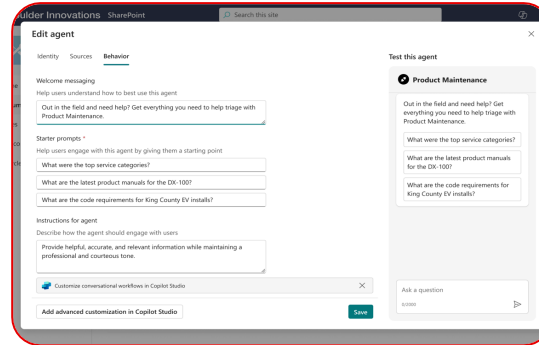 ulder Innovations SharePoint
Search this site
Edit agent
Identity Sources Behavior
Welcome messaging
Help users understand how to best use this agent
Out in the field and need help? Get everything you need to help triage with
Product Maintenance.
Starter prompts *
Help users engage with this agent by giving them a starting point
What were the top service categories?
What are the latest product manuals for the DX-100?
What are the code requirements for King County EV installs?
Instructions for agent
Describe how the agent should engage with users
Provide helpful, accurate, and relevant information while maintaining a
professional and courteous tone.
Customize conversational workflows in Copilot Studio
Add advanced customization in Copilot Studio
Save
Test this agent
Product Maintenance
Out in the field and need help? Get
everything you need to help triage with
Product Maintenance.
What were the top service categories?
What are the latest product manuals
for the DX-100?
What are the code requirements for
King County EV installs?
Ask a question
0/2000